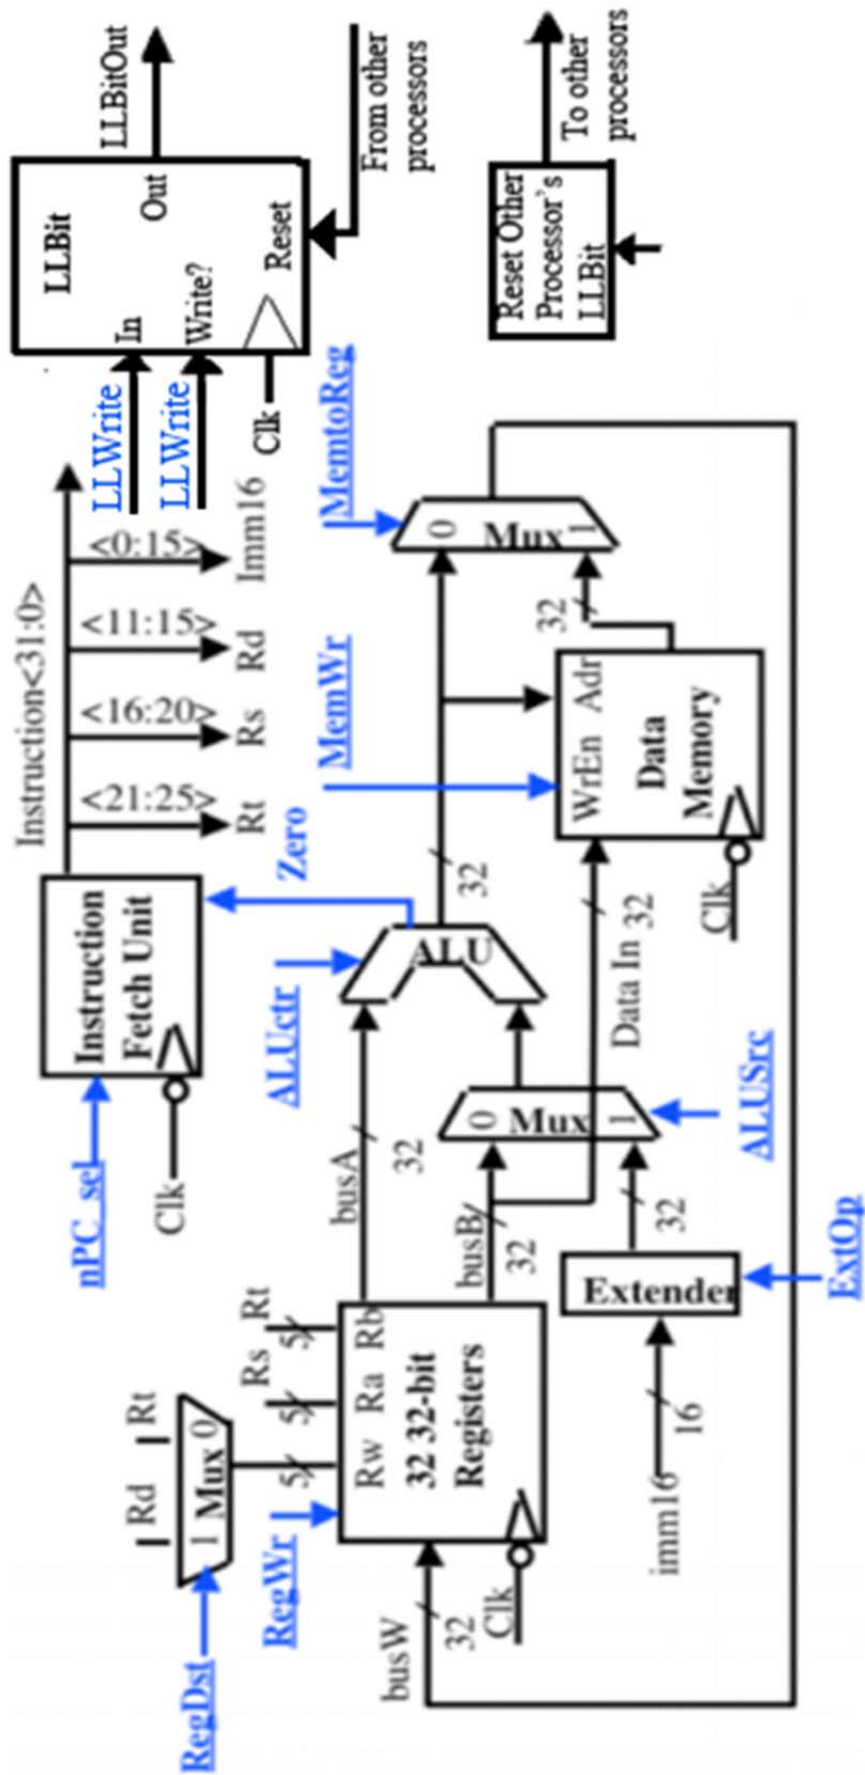 Instruction<31:0>
LLBit
LLBitOut
Out
In
Write?
Reset
LLWrite
LLWrite
Clk
From other
processors
Instruction
Fetch Unit
nPC_sel
Clk
<21:25>
<16:20>
<11:15>
<0:15>
Rt
Rs
Rd
Imm16
Zero
Reset Other
Processor's
LLBit
To other
processors
RegDst
Rd
Rt
1 Mux 0
RegWr
Rs
Rt
5
5
5
Rw Ra Rb
32 32-bit
Registers
busW
32
Clk
busA
32
busB
32
ALUctr
ALU
32
MemWr
MemtoReg
0
Mux
1
0
Mux
1
32
imm16
16
Extender
32
ExtOp
ALUSrc
Data In
32
WrEn Adr
Data
Memory
Clk